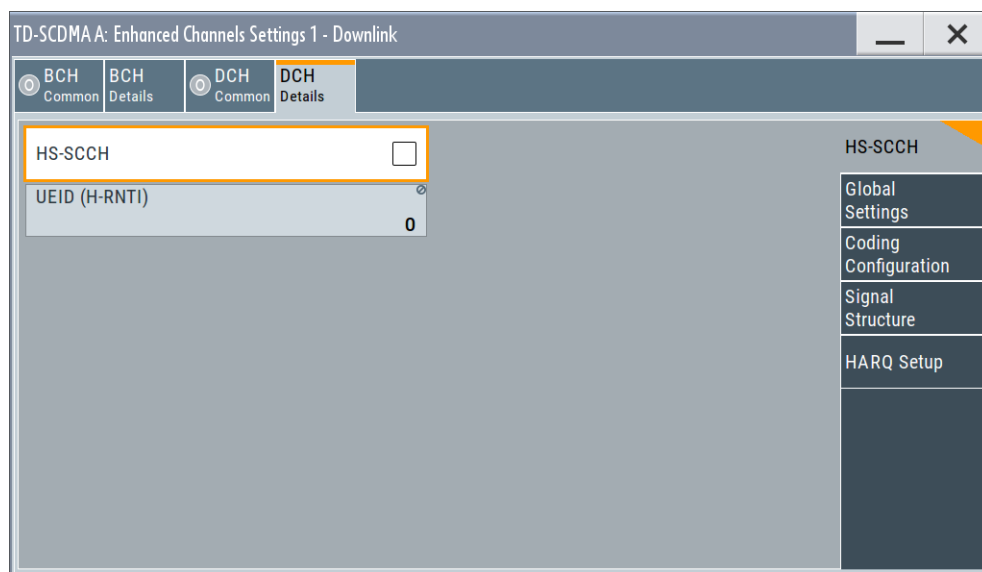 TD-SCDMA A: Enhanced Channels Settings 1 - Downlink
BCH
Common
BCH
Details
DCH
Common
DCH
Details
HS-SCCH
UEID (H-RNTI)
0
HS-SCCH
Global
Settings
Coding
Configuration
Signal
Structure
HARQ Setup